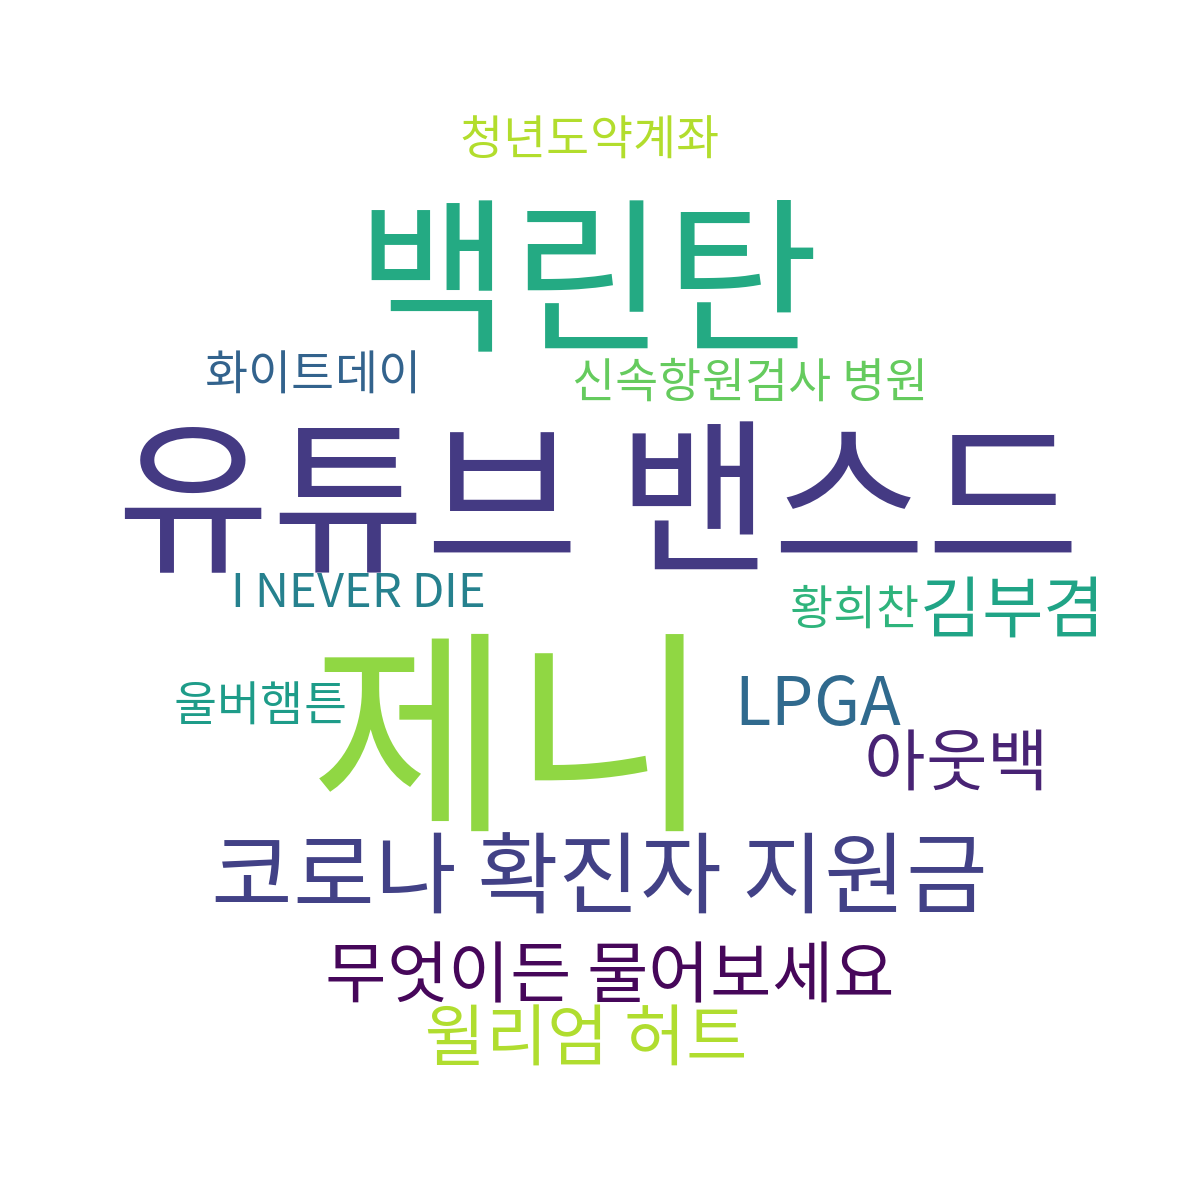 청년도약계좌
백린탄
화이트데이
신속항원검사 병원
유튜브 밴스드
I NEVER DIE
황희찬
김부겸
제니
울버햄튼
LPGA
아웃백
코로나 확진자 지원금
무엇이든 물어보세요
윌리엄 허트